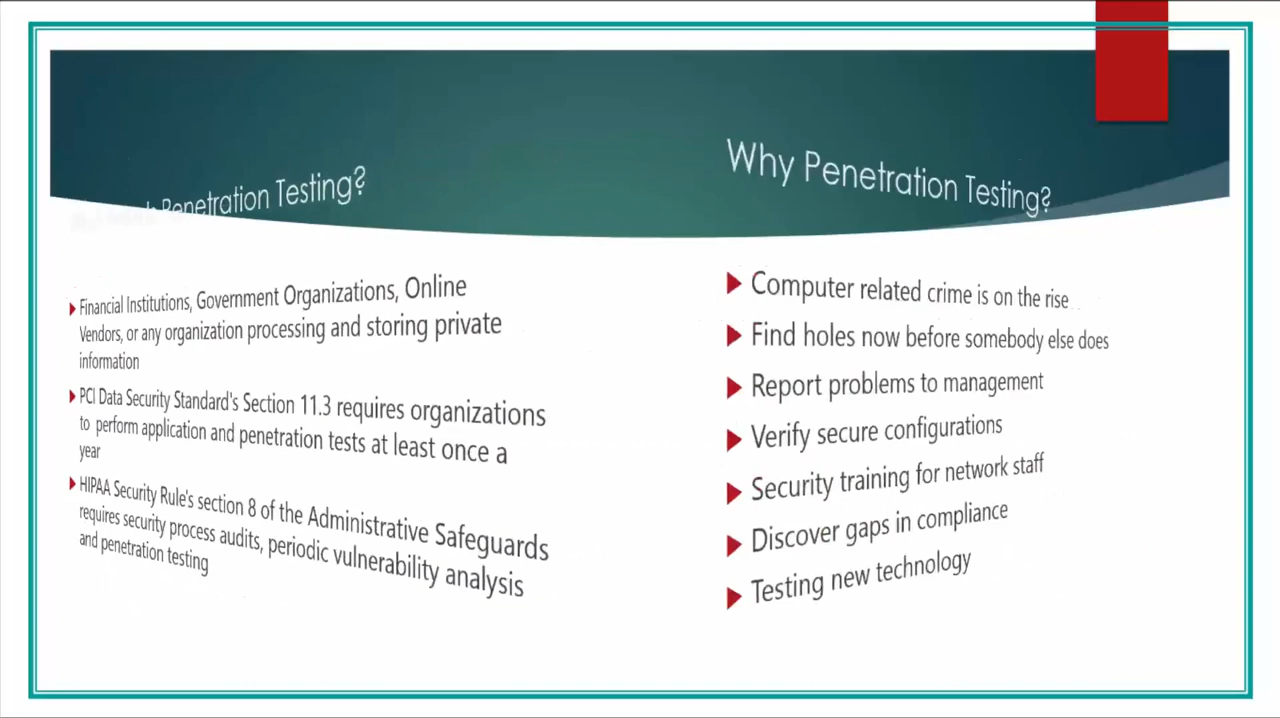 Penetration Testing?
Financial Institutions, Government Organizations, Online
Vendors, or any organization processing and storing private
information
PCI Data Security Standard's Section 11.3 requires organizations
to perform application and penetration tests at least once a
year
HIPAA Security Rule's section 8 of the Administrative Safeguards
requires security process audits, periodic vulnerability analysis
and penetration testing
Why Penetration Testing?
Computer related crime is on the rise
Find holes now before somebody else does
Report problems to management
Verify secure configurations
Security training for network staff
Discover gaps in compliance
Testing new technology